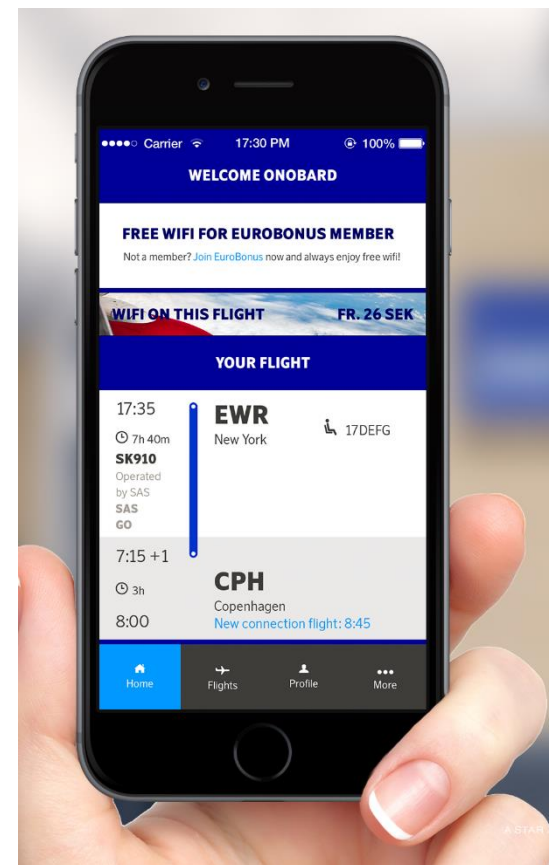 Carrier 17:30 PM 100%
WELCOME ONOBARD
FREE WIFI FOR EUROBONUS MEMBER
Not a member? Join EuroBonus now and always enjoy free wifi!
WIFI ON THIS FLIGHT FR. 26 SEK
YOUR FLIGHT
17:35
7h 40m
SK910
Operated
by SAS
SAS
GO
EWR
New York
17DEFG
7:15 +1
3h
8:00
CPH
Copenhagen
New connection flight: 8:45
Home Flights Profile More
A STAR